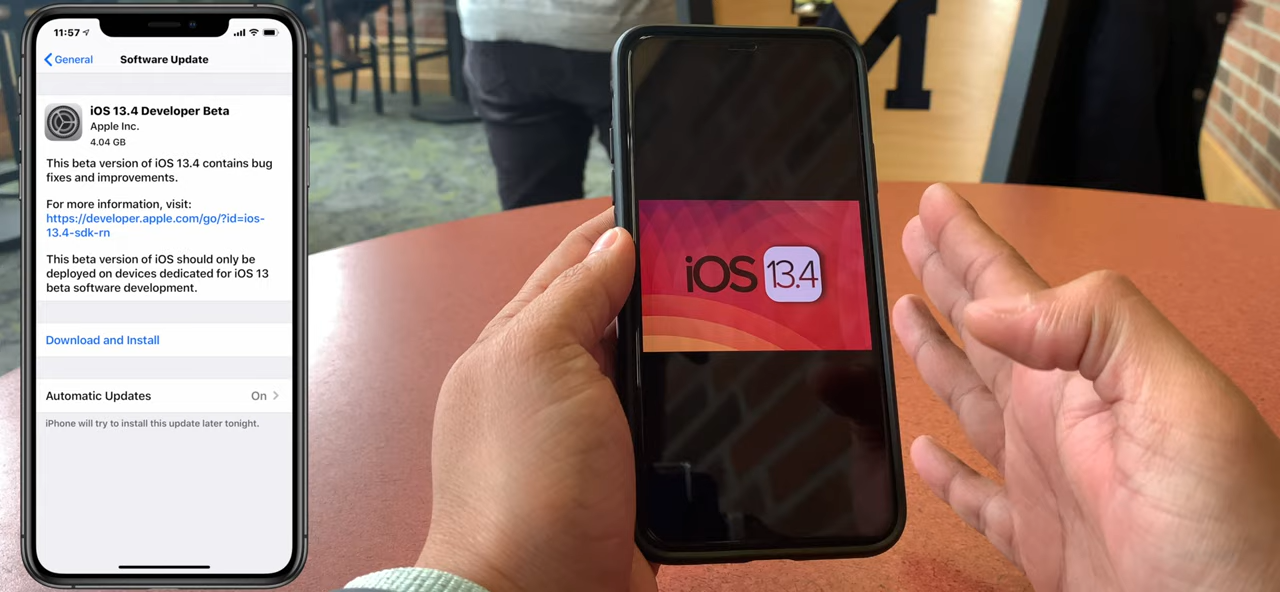 11:57
General
Software Update
iOS 13.4 Developer Beta
Apple Inc.
4.04 GB
This beta version of iOS 13.4 contains bug
fixes and improvements.
For more information, visit:
https://developer.apple.com/go/?id=ios-
13.4-sdk-rn
This beta version of iOS should only be
deployed on devices dedicated for iOS 13
beta software development.
Download and Install
Automatic Updates
On
iPhone will try to install this update later tonight.
iOS 13.4
M